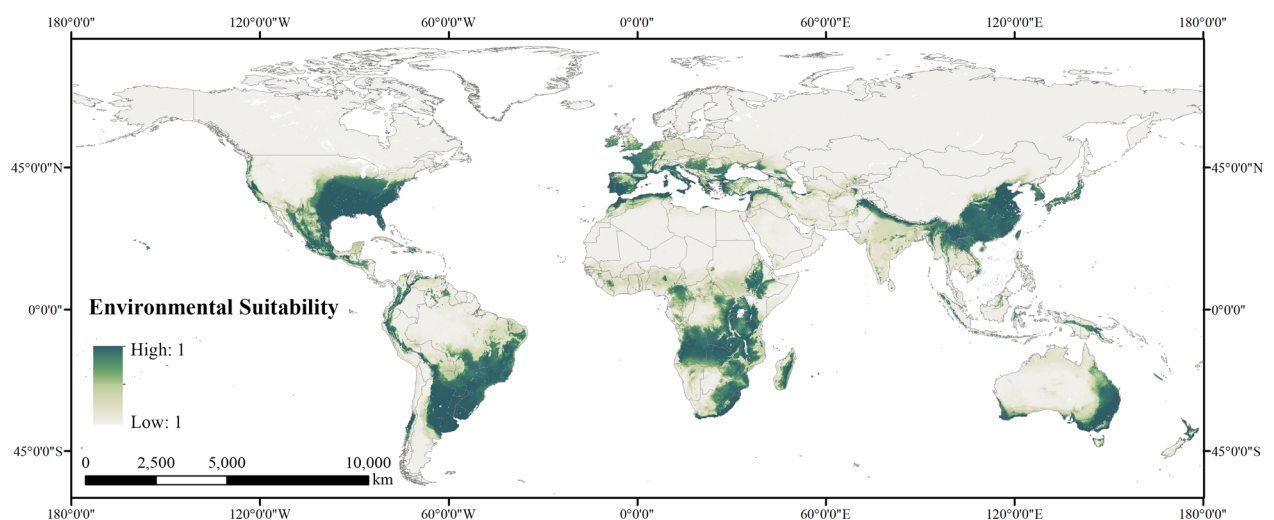 180°0'0" 120°0'0"W 60°0'0"W 0°0'0" 60°0'0"E 120°0'0"E 180°0'0"
45°0'0"N 45°0'0"N
0°0'0" 0°0'0"
Environmental Suitability
High: 1
Low: 1
45°0'0"S 45°0'0"S
0 2,500 5,000 10,000
km
180°0'0" 120°0'0"W 60°0'0"W 0°0'0" 60°0'0"E 120°0'0"E 180°0'0"